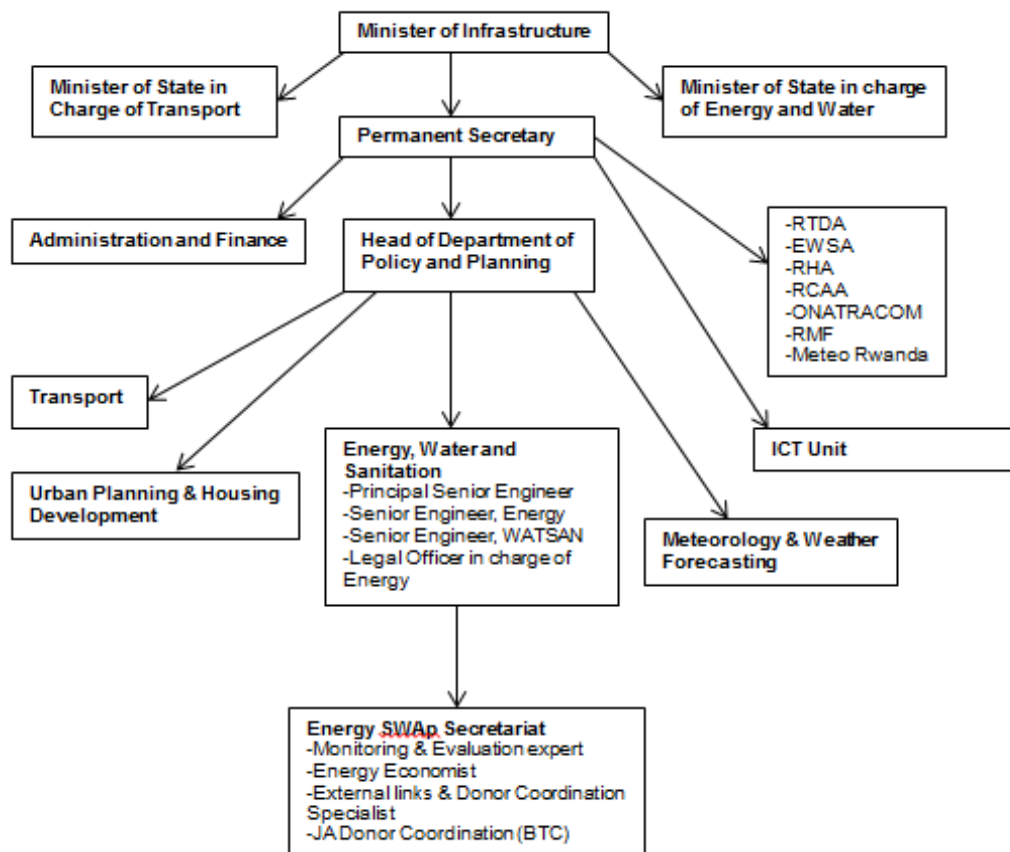 Minister of Infrastructure
Minister of State in
Charge of Transport
Minister of State in charge
of Energy and Water
Permanent Secretary
Administration and Finance
Head of Department of
Policy and Planning
-RTDA
-EWSA
-RHA
-RCAA
-ONATRACOM
-RMF
-Meteo Rwanda
Transport
Urban Planning & Housing
Development
Energy, Water and
Sanitation
-Principal Senior Engineer
-Senior Engineer, Energy
-Senior Engineer, WATSAN
-Legal Officer in charge of
Energy
ICT Unit
Meteorology & Weather
Forecasting
Energy SWAp Secretariat
-Monitoring & Evaluation expert
-Energy Economist
-External links & Donor Coordination
Specialist
-JA Donor Coordination (BTC)